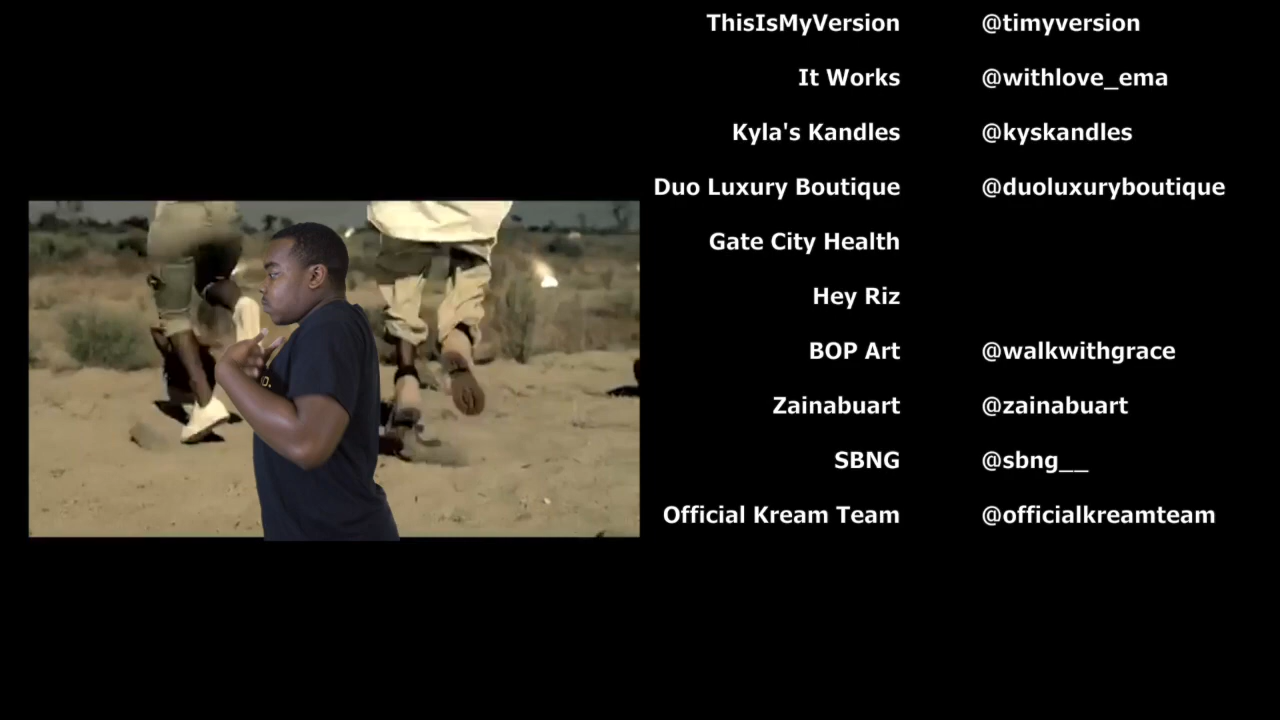 ThisIsMyVersion @timyversion
It Works @withlove_ema
Kyla's Kandles @kyskandles
Duo Luxury Boutique @duoluxuryboutique
Gate City Health
Hey Riz
BOP Art @walkwithgrace
Zainabuart @zainabuart
SBNG @sbng__
Official Kream Team @officialkreamteam